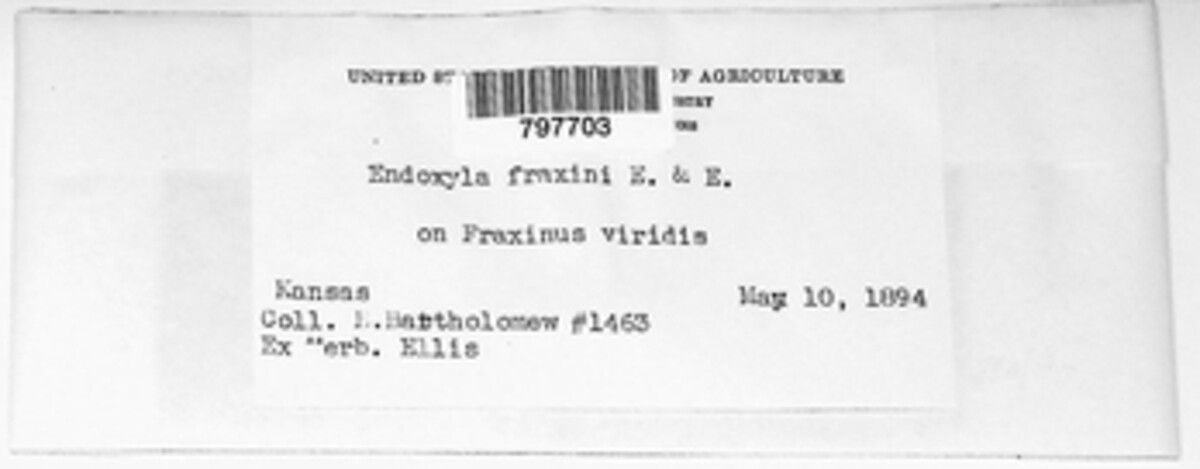 UNITED ST OF AGRICULTURE
797703
Endoxyla fraxini E. & E.
on Fraxinus viridis
Kansas
May 10, 1894
Coll. E.Bartholomew #1463
Ex "erb. Ellis